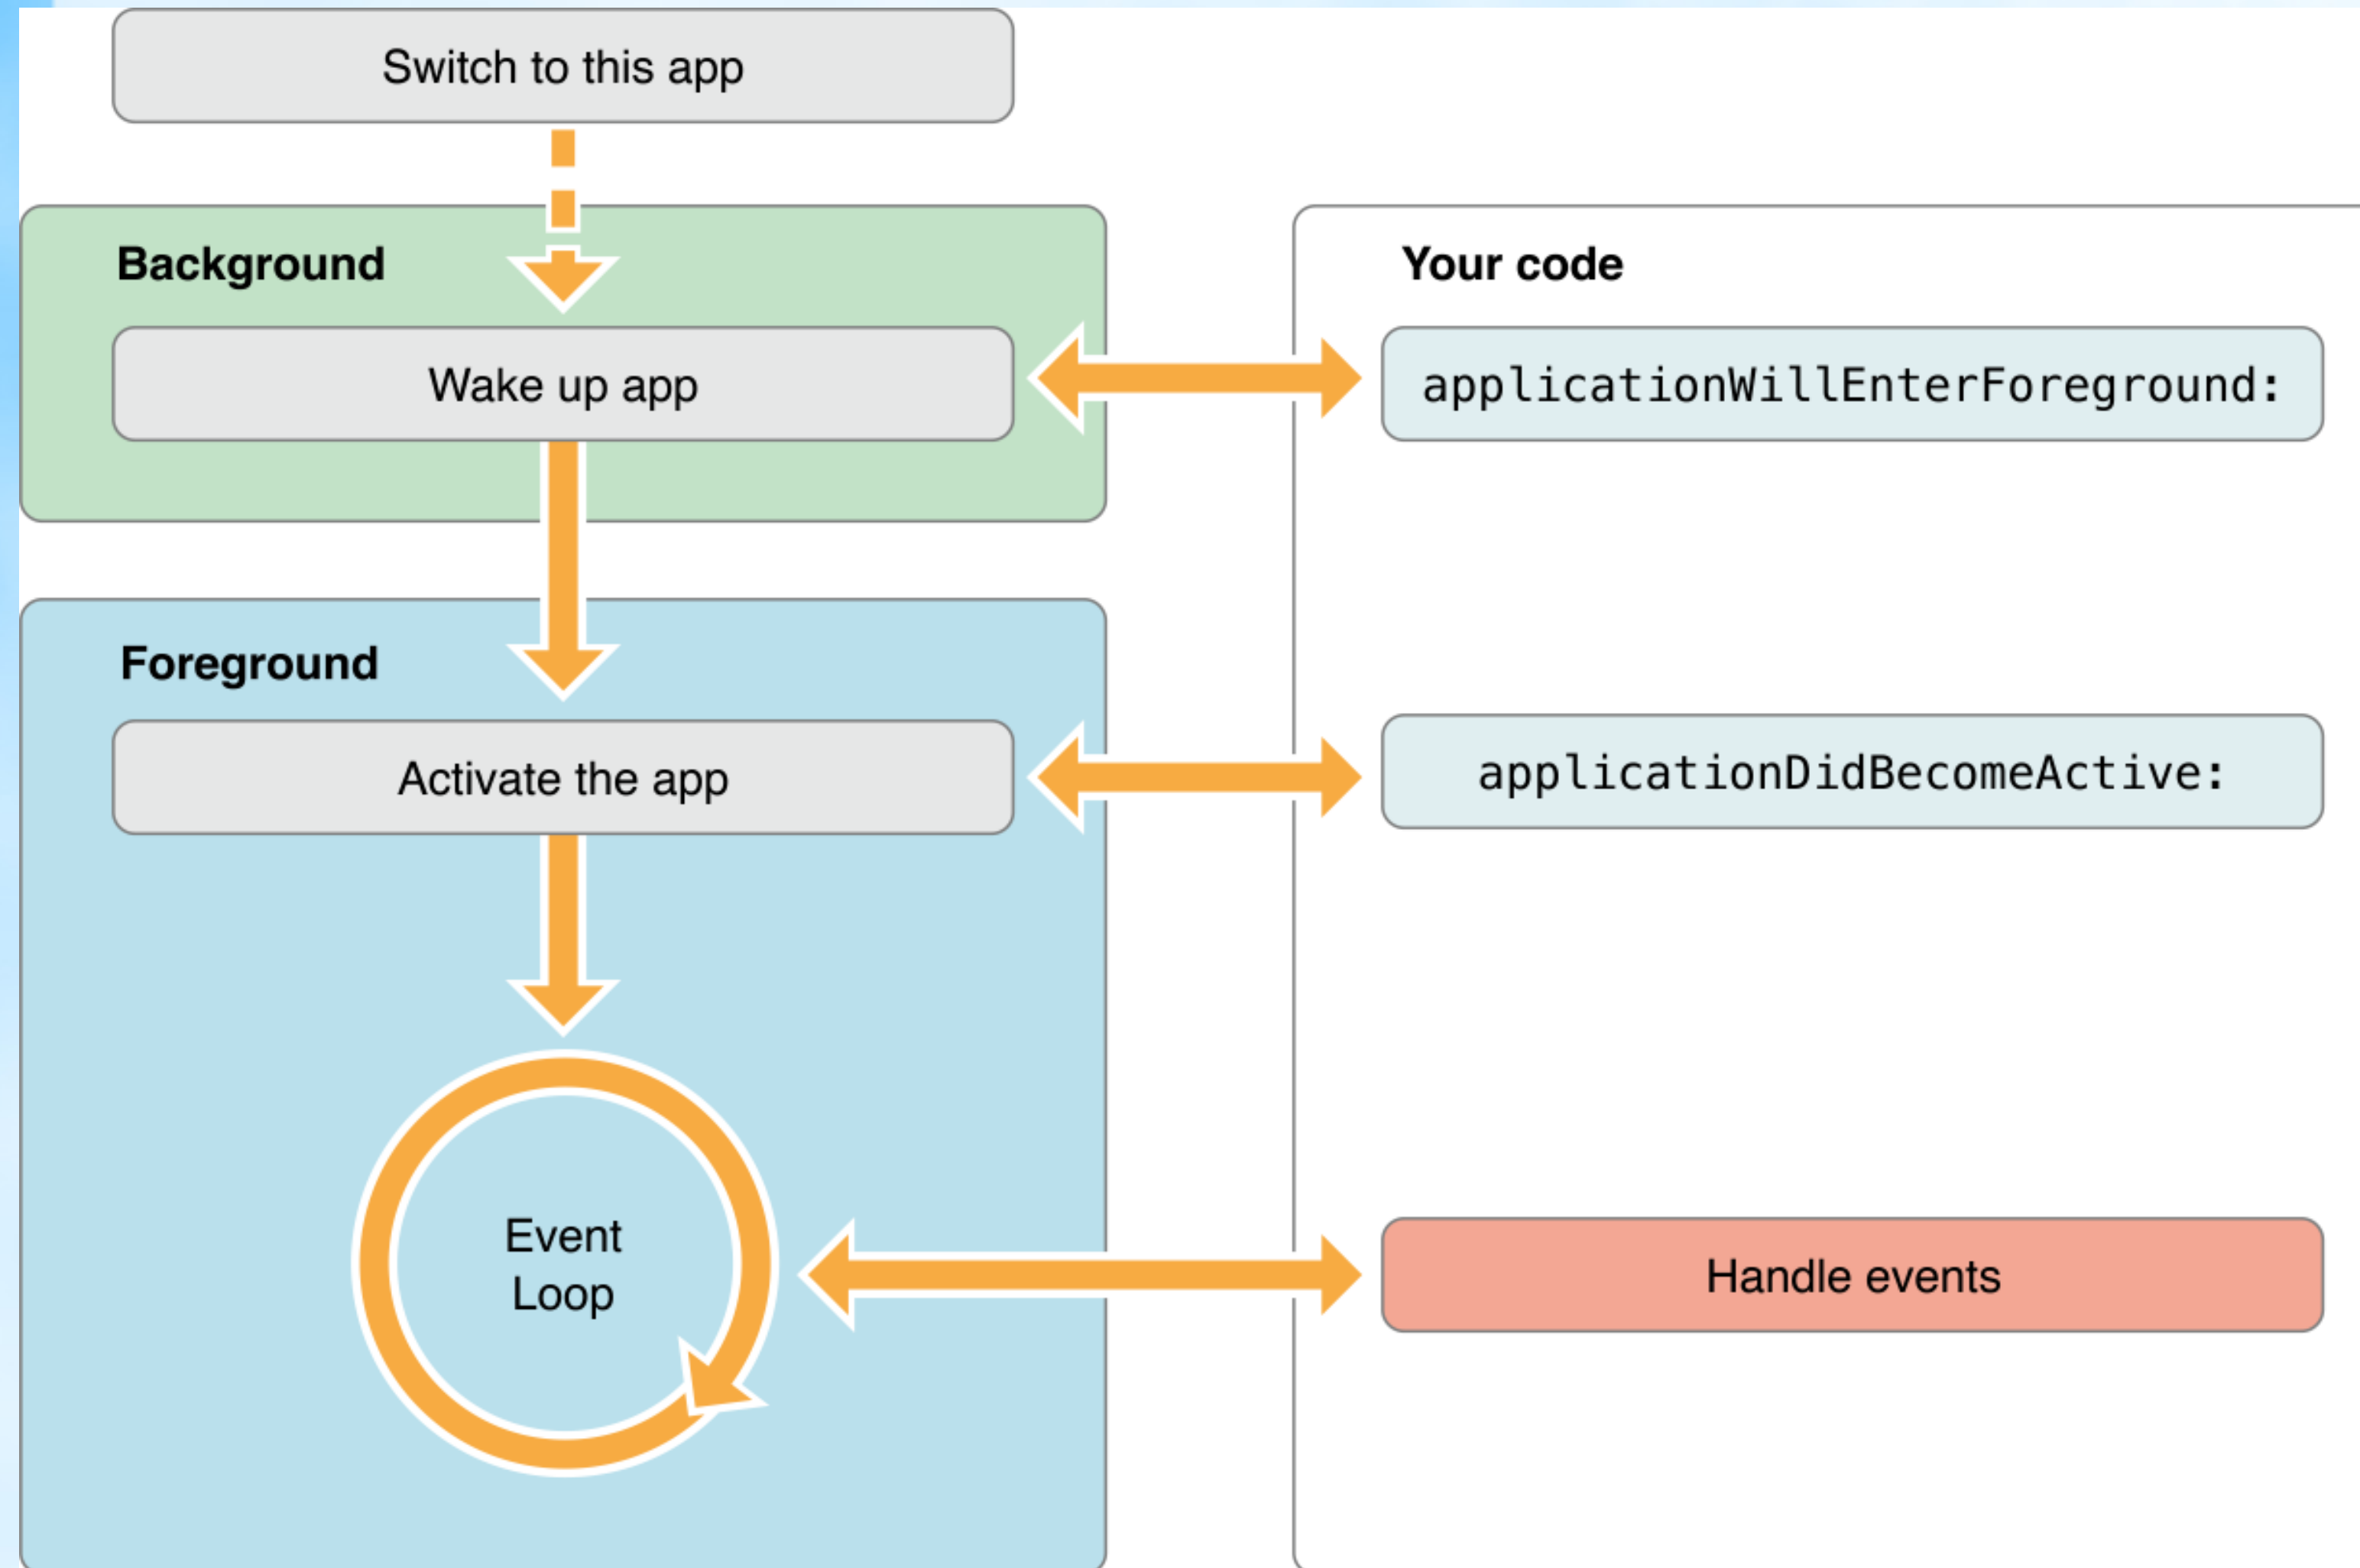 Switch to this app
Background
Your code
Wake up app
applicationWillEnterForeground:
Foreground
Activate the app
applicationDidBecomeActive:
Event
Loop
Handle events